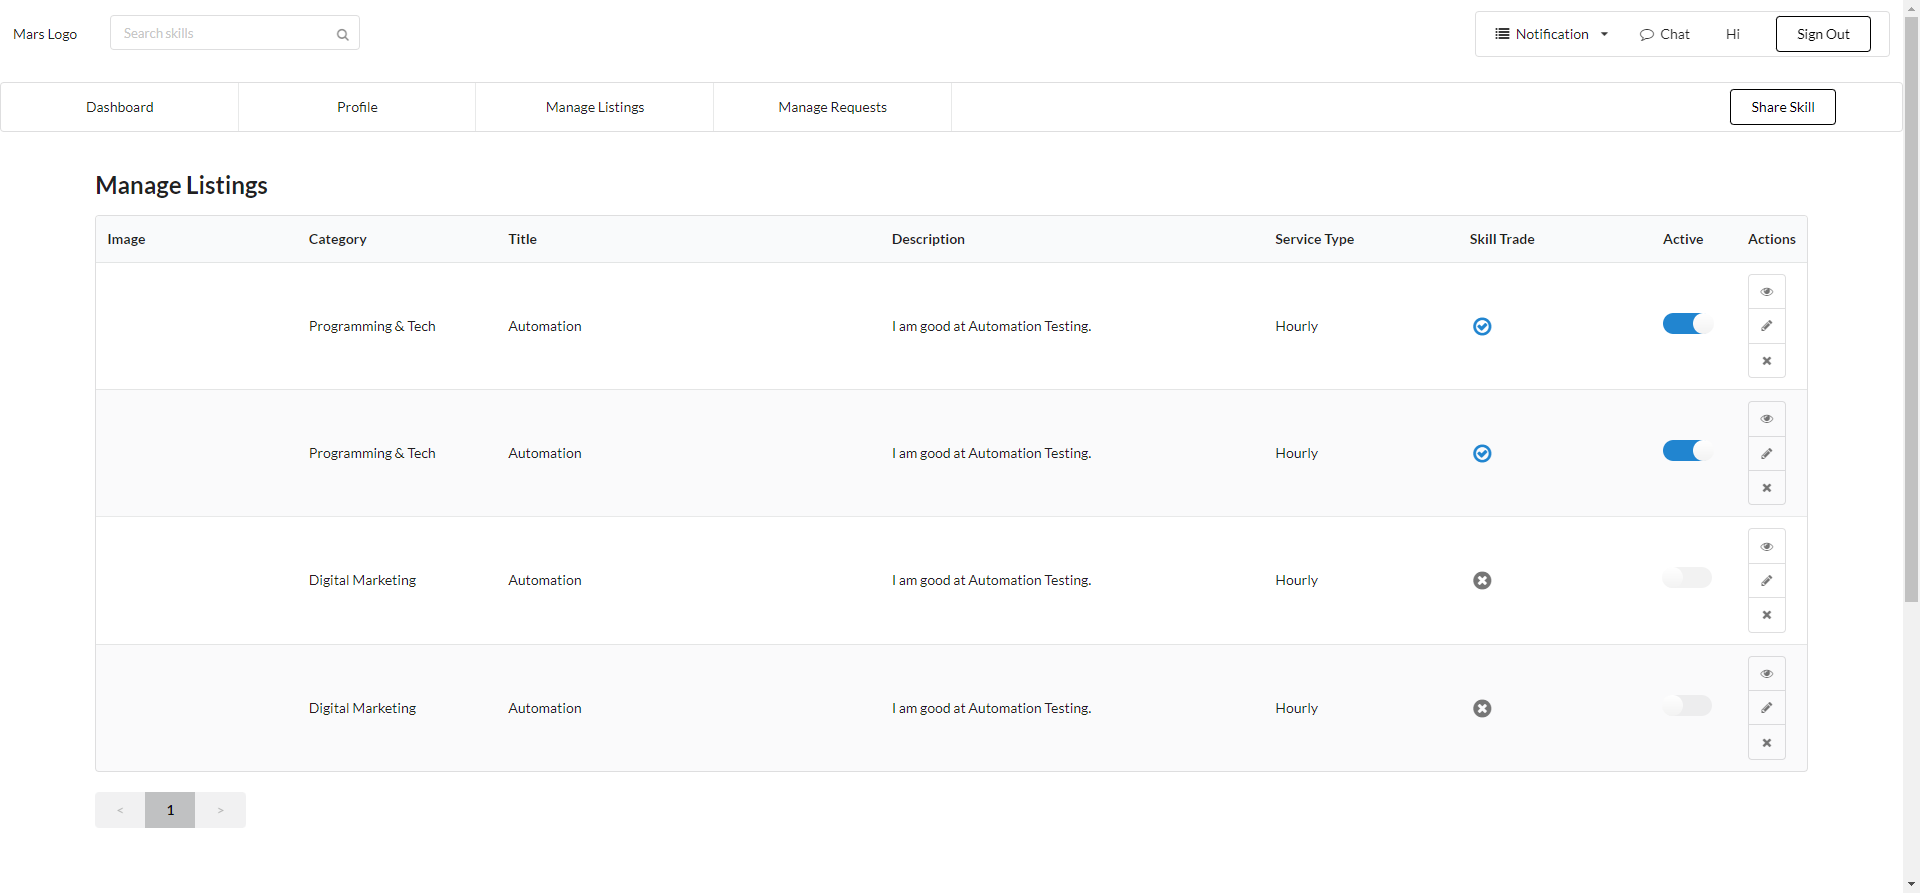 Mars Logo
Search skills
Notification
Chat
Hi
Sign Out
Dashboard
Profile
Manage Listings
Manage Requests
Share Skill
Manage Listings
Image Category Title Description Service Type Skill Trade Active Actions
Programming & Tech Automation I am good at Automation Testing. Hourly
Programming & Tech Automation I am good at Automation Testing. Hourly
Digital Marketing Automation I am good at Automation Testing. Hourly
Digital Marketing Automation I am good at Automation Testing. Hourly
< 1 >